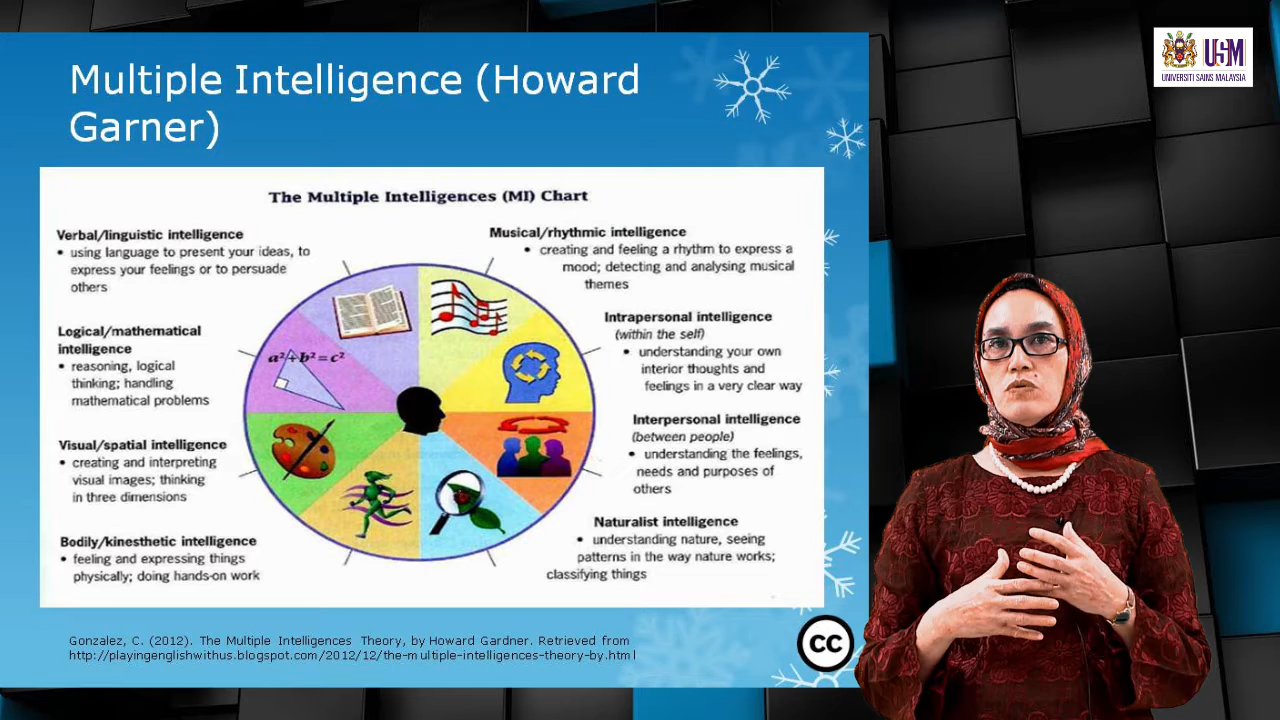 Multiple Intelligence (Howard
Garner)
USM
UNIVERSITI SAINS MALAYSIA
The Multiple Intelligences (MI) Chart
Verbal/linguistic intelligence
• using language to present your ideas, to
express your feelings or to persuade
others
Logical/mathematical
intelligence
• reasoning, logical
thinking; handling
mathematical problems
Visual/spatial intelligence
• creating and interpreting
visual images; thinking
in three dimensions
Bodily/kinesthetic intelligence
• feeling and expressing things
physically; doing hands-on work
a²+b²=c²
Musical/rhythmic intelligence
• creating and feeling a rhythm to express a
mood; detecting and analysing musical
themes
Intrapersonal intelligence
(within the self)
• understanding your own
interior thoughts and
feelings in a very clear way
Interpersonal intelligence
(between people)
• understanding the feelings,
needs and purposes of
others
Naturalist intelligence
• understanding nature, seeing
patterns in the way nature works;
classifying things
Gonzalez, C. (2012). The Multiple Intelligences Theory, by Howard Gardner. Retrieved from
http://playingenglishwithus.blogspot.com/2012/12/the-multiple-intelligences-theory-by.html
cc